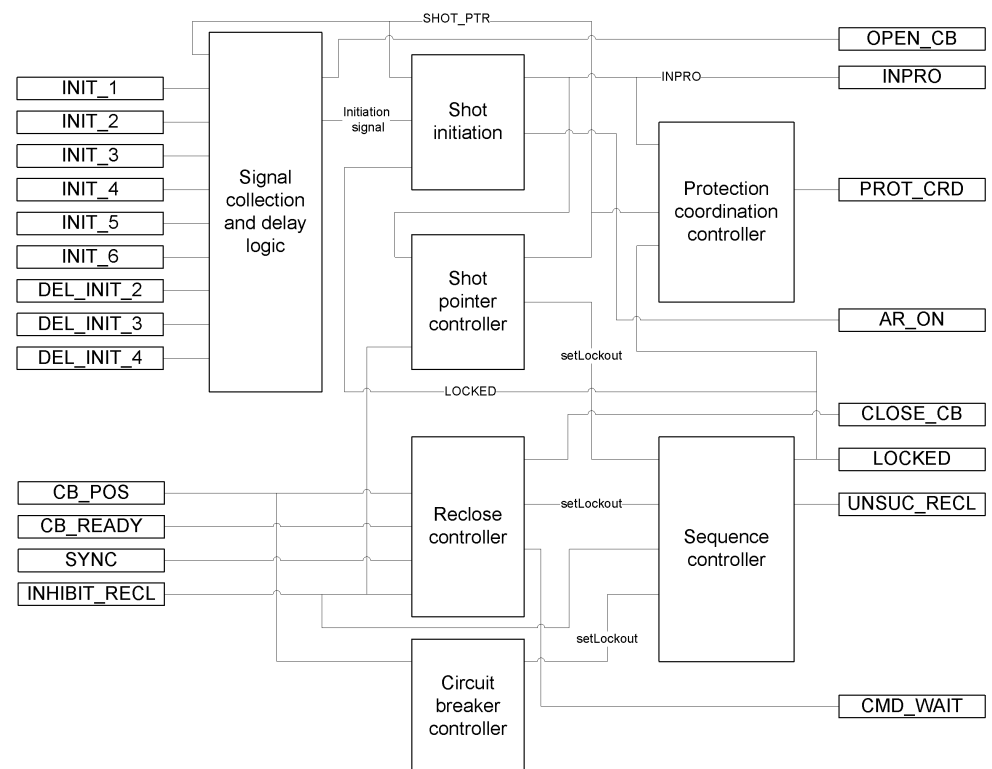 SHOT_PTR
OPEN_CB
INIT_1
INIT_2
INIT_3
INIT_4
INIT_5
INIT_6
DEL_INIT_2
DEL_INIT_3
DEL_INIT_4
Signal
collection
and delay
logic
Initiation
signal
Shot
initiation
INPRO
INPRO
Protection
coordination
controller
PROT_CRD
Shot
pointer
controller
AR_ON
setLockout
LOCKED
CLOSE_CB
LOCKED
UNSUC_RECL
CB_POS
CB_READY
SYNC
INHIBIT_RECL
Reclose
controller
setLockout
Sequence
controller
setLockout
Circuit
breaker
controller
CMD_WAIT